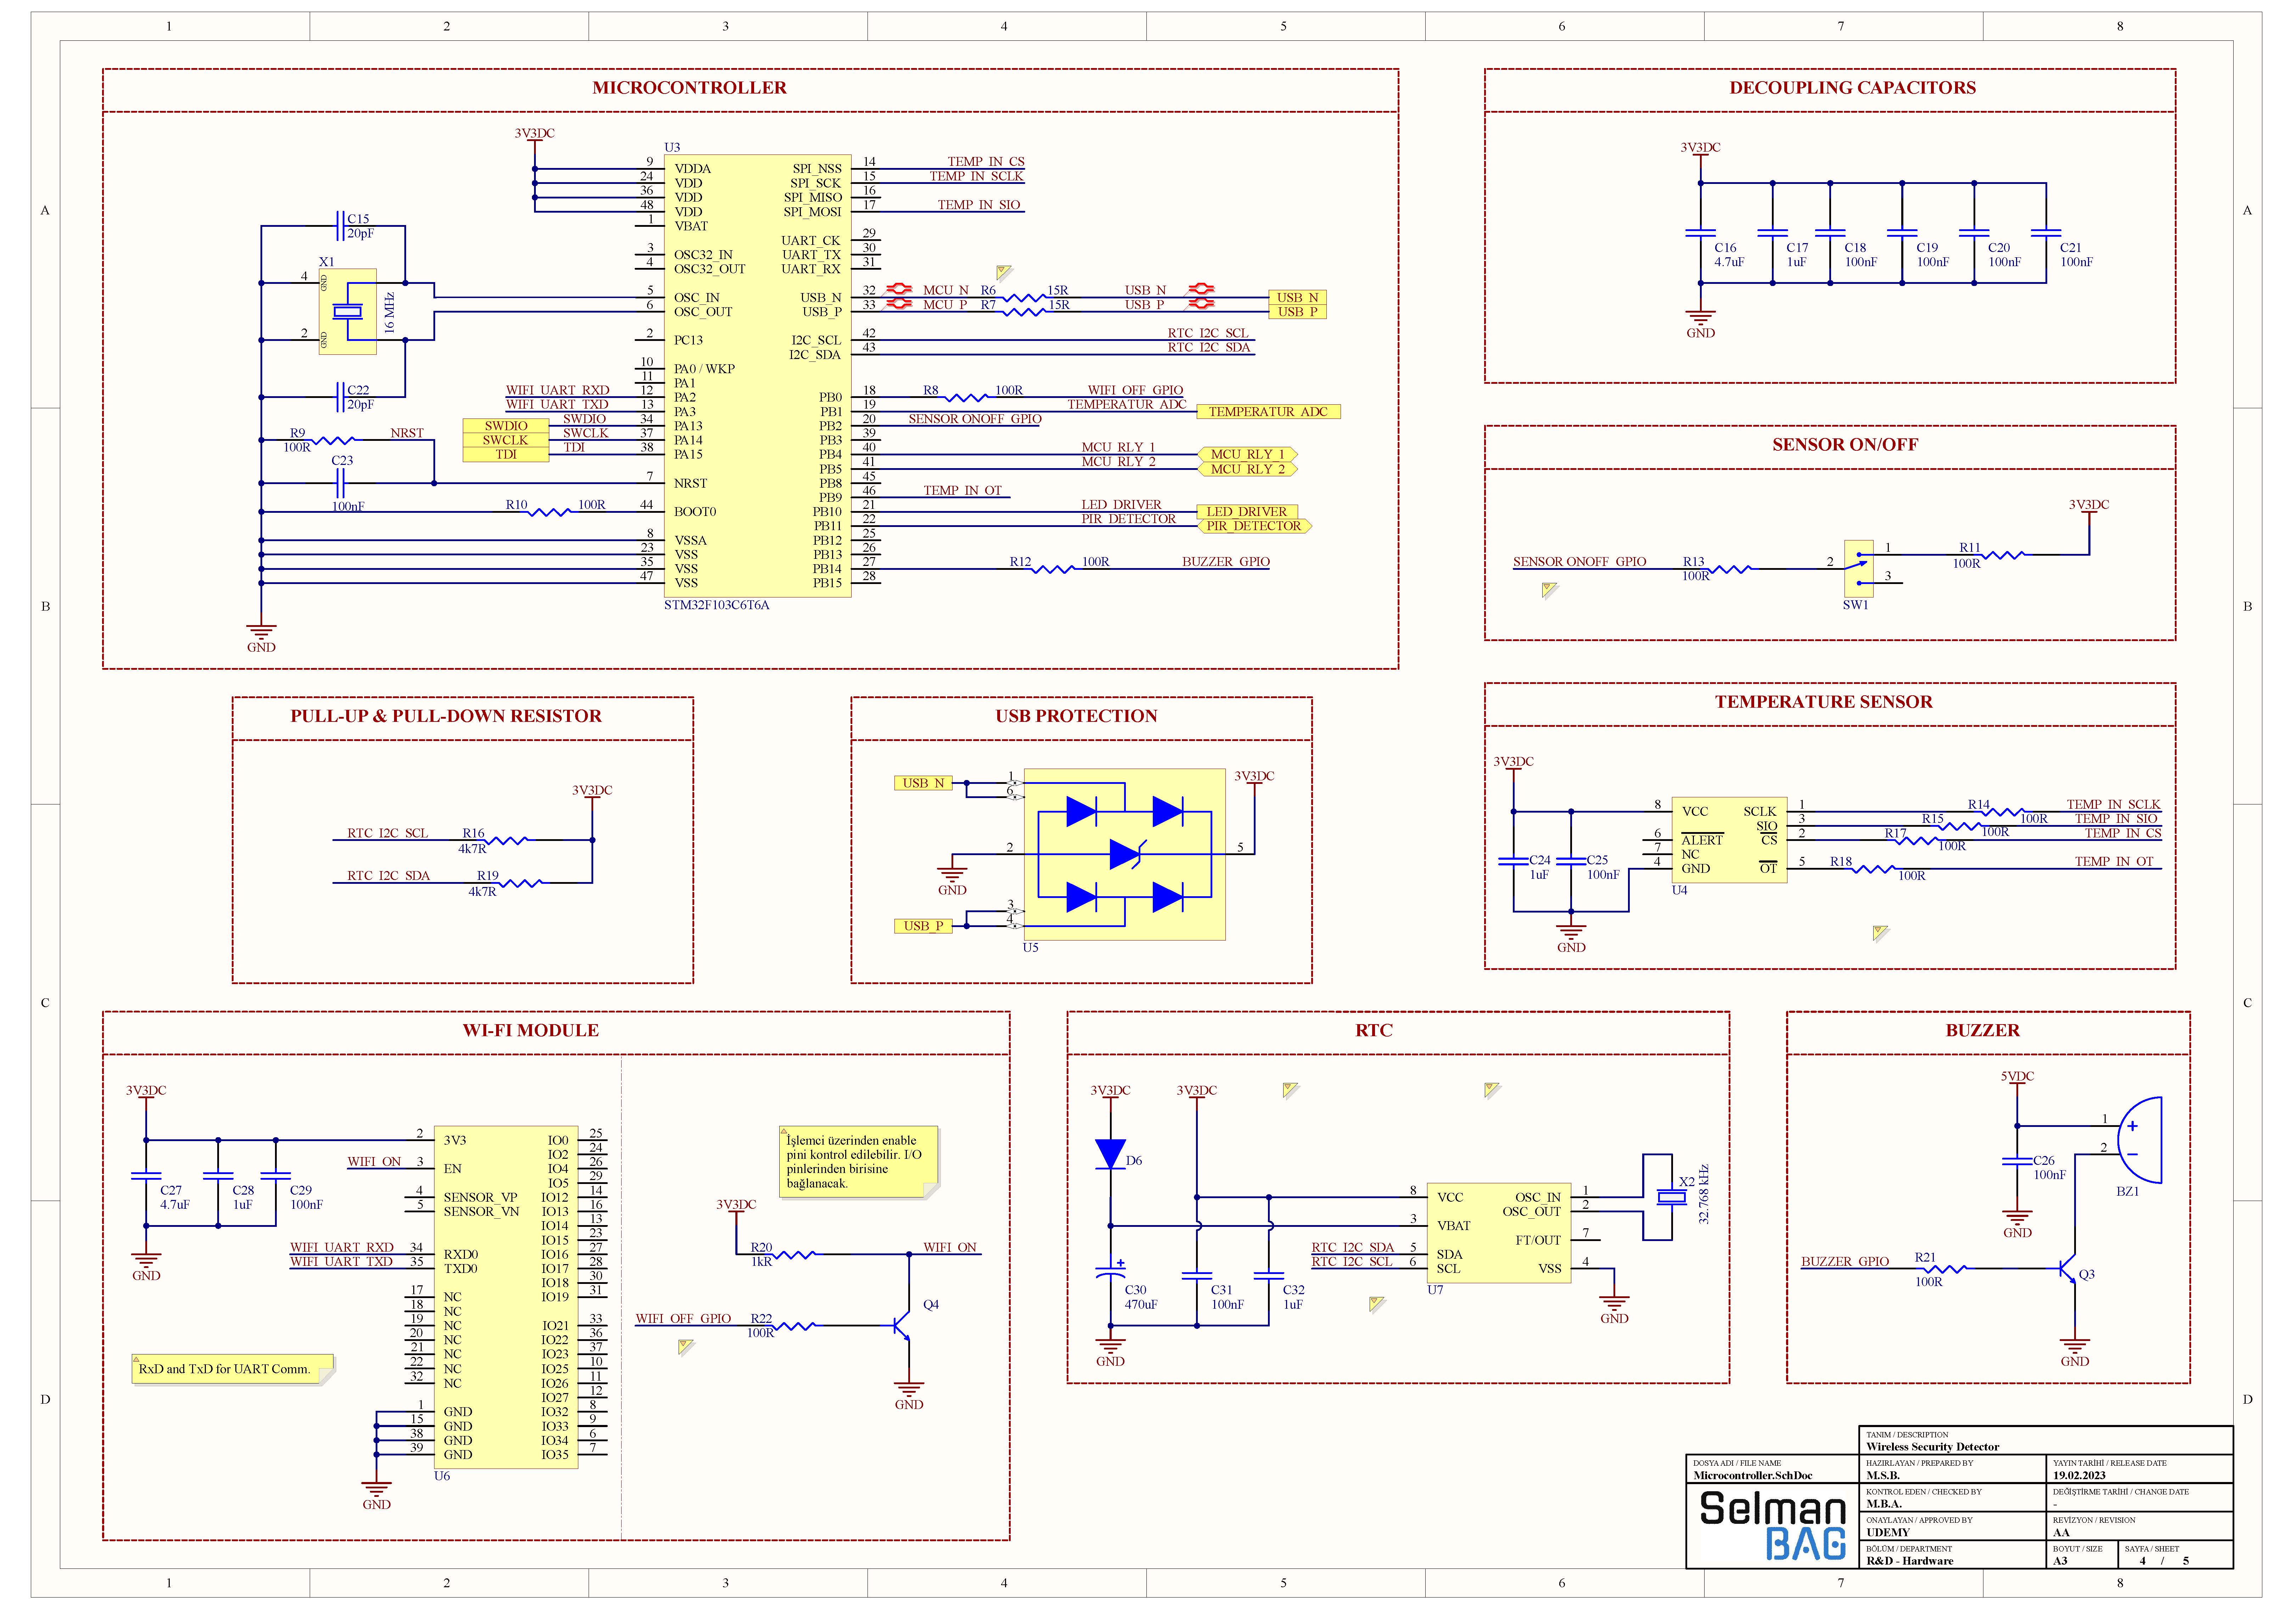 1 2 3 4 5 6 7 8
A
B
C
D
MICROCONTROLLER
3V3DC
U3
9 VDDA
24 VDD
36 VDD
48 VDD
1 VBAT
3 OSC32_IN
4 OSC32_OUT
5 OSC_IN
6 OSC_OUT
2 PC13
10 PA0 / WKP
11 PA1
WIFI_UART_RXD 12 PA2
WIFI_UART_TXD 13 PA3
SWDIO SWDIO 34 PA13
SWCLK SWCLK 37 PA14
TDI TDI 38 PA15
7 NRST
R10 100R 44 BOOT0
8 VSSA
23 VSS
35 VSS
47 VSS
STM32F103C6T6A
C15
20pF
X1
4 GND
2 GND
16 MHz
C22
20pF
R9 NRST
100R
C23
100nF
GND
SPI_NSS 14 TEMP_IN_CS
SPI_SCK 15 TEMP_IN_SCLK
SPI_MISO 16
SPI_MOSI 17 TEMP_IN_SIO
UART_CK 29
UART_TX 30
UART_RX 31
USB_N 32 MCU_N R6 15R USB_N USB_N
USB_P 33 MCU_P R7 15R USB_P USB_P
I2C_SCL 42 RTC_I2C_SCL
I2C_SDA 43 RTC_I2C_SDA
PB0 18 R8 100R WIFI_OFF_GPIO
PB1 19 TEMPERATUR_ADC TEMPERATUR_ADC
PB2 20 SENSOR ONOFF_GPIO
PB3 39
PB4 40 MCU_RLY_1 MCU_RLY_1
PB5 41 MCU_RLY_2 MCU_RLY_2
PB8 45
PB9 46 TEMP_IN_OT
PB10 21 LED_DRIVER LED_DRIVER
PB11 22 PIR_DETECTOR PIR_DETECTOR
PB12 25
PB13 26
PB14 27 R12 100R BUZZER_GPIO
PB15 28
DECOUPLING CAPACITORS
3V3DC
C16 C17 C18 C19 C20 C21
4.7uF 1uF 100nF 100nF 100nF 100nF
GND
SENSOR ON/OFF
3V3DC
SENSOR ONOFF_GPIO R13 2 1 R11
100R 3 100R
SW1
PULL-UP & PULL-DOWN RESISTOR
3V3DC
RTC_I2C_SCL R16
4k7R
RTC_I2C_SDA R19
4k7R
USB PROTECTION
USB_N 1 3V3DC
6
2 5
GND
3
USB_P 4
U5
TEMPERATURE SENSOR
3V3DC
8 VCC SCLK 1 R14 TEMP_IN_SCLK
SIO 3 R15 100R TEMP_IN_SIO
6 ALERT CS 2 R17 100R TEMP_IN_CS
7 NC 100R
4 GND OT 5 R18 TEMP_IN_OT
100R
U4
C24 C25
1uF 100nF
GND
WI-FI MODULE
3V3DC
C27 C28 C29
4.7uF 1uF 100nF
GND
2 3V3
WIFI_ON 3 EN
4 SENSOR_VP
5 SENSOR_VN
WIFI_UART_RXD 34 RXD0
WIFI_UART_TXD 35 TXD0
17 NC
18 NC
19 NC
20 NC
21 NC
22 NC
32 NC
1 GND
15 GND
38 GND
39 GND
U6
GND
IO0 25
IO2 24
IO4 26
IO5 29
IO12 14
IO13 16
IO14 13
IO15 23
IO16 27
IO17 28
IO18 30
IO19 31
IO21 33
IO22 36
IO23 37
IO25 10
IO26 11
IO27 12
IO32 8
IO33 9
IO34 6
IO35 7
RxD and TxD for UART Comm.
İşlemci üzerinden enable
pini kontrol edilebilir. I/O
pinlerinden birisine
bağlanacak.
3V3DC
R20 WIFI_ON
1kR
Q4
WIFI_OFF_GPIO R22
100R
GND
RTC
3V3DC 3V3DC
D6
C30 C31 C32
470uF 100nF 1uF
GND
8 VCC OSC_IN 1
OSC_OUT 2
3 VBAT
FT/OUT 7
RTC_I2C_SDA 5 SDA
RTC_I2C_SCL 6 SCL VSS 4
U7
X2
32.768 kHz
GND
BUZZER
5VDC
1
2
C26
100nF
BZ1
GND
BUZZER_GPIO R21
100R
Q3
GND
TANIM / DESCRIPTION
Wireless Security Detector
DOSYA ADI / FILE NAME
Microcontroller.SchDoc
HAZIRLAYAN / PREPARED BY
M.S.B.
YAYIN TARİHİ / RELEASE DATE
19.02.2023
Selman
BAG
KONTROL EDEN / CHECKED BY
M.B.A.
DEĞİŞTİRME TARİHİ / CHANGE DATE
-
ONAYLAYAN / APPROVED BY
UDEMY
REVİZYON / REVISION
AA
BÖLÜM / DEPARTMENT
R&D - Hardware
BOYUT / SIZE
A3
SAYFA / SHEET
4 / 5
A
B
C
D
1 2 3 4 5 6 7 8